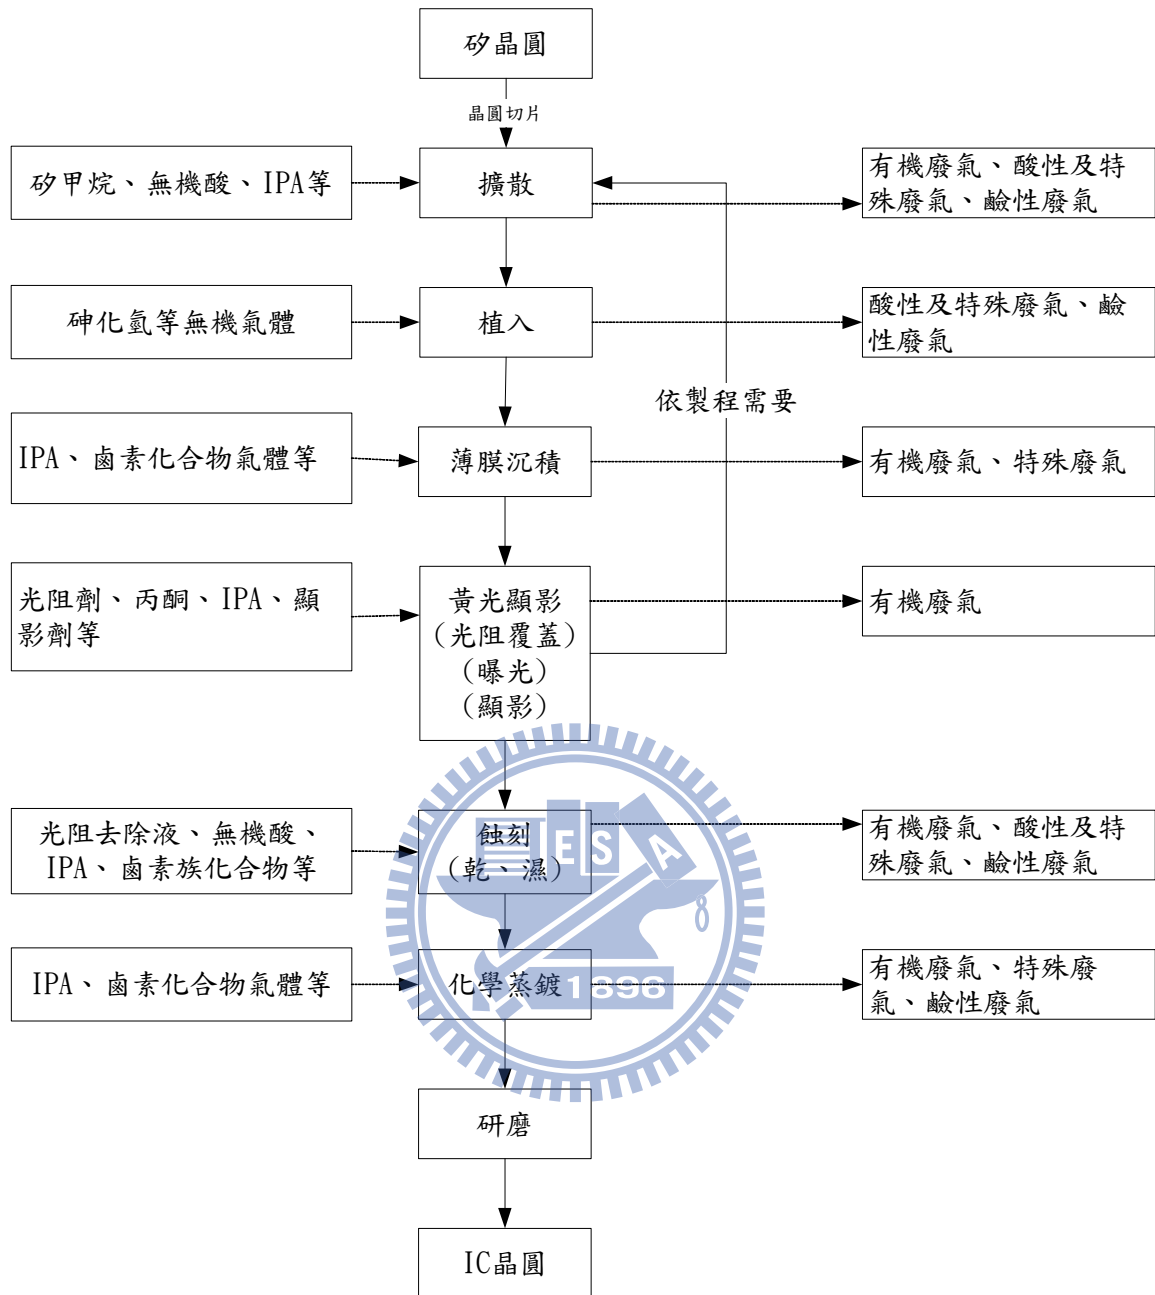 矽晶圓
晶圓切片
矽甲烷、無機酸、IPA等
擴散
有機廢氣、酸性及特
殊廢氣、鹼性廢氣
砷化氫等無機氣體
植入
酸性及特殊廢氣、鹼
性廢氣
依製程需要
IPA、鹵素化合物氣體等
薄膜沉積
有機廢氣、特殊廢氣
光阻劑、丙酮、IPA、顯
影劑等
黃光顯影
(光阻覆蓋)
(曝光)
(顯影)
有機廢氣
光阻去除液、無機酸、
IPA、鹵素族化合物等
蝕刻
(乾、濕)
有機廢氣、酸性及特
殊廢氣、鹼性廢氣
IPA、鹵素化合物氣體等
化學蒸鍍
有機廢氣、特殊廢
氣、鹼性廢氣
研磨
IC晶圓
ESA
1896